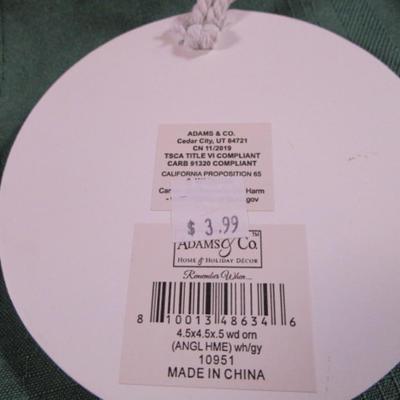 ADAMS & CO.
Cedar City, UT 84721
CN 11/2019
TSCA TITLE VI COMPLIANT
CARB 91320 COMPLIANT
CALIFORNIA PROPOSITION 65
Harm
gov
$ 3.99
ADAMS & Co.™
HOME & HOLIDAY DÉCOR
Remember When....
8 10013 48634 6
4.5x4.5x.5 wd orn
(ANGL HME) wh/gy
10951
MADE IN CHINA